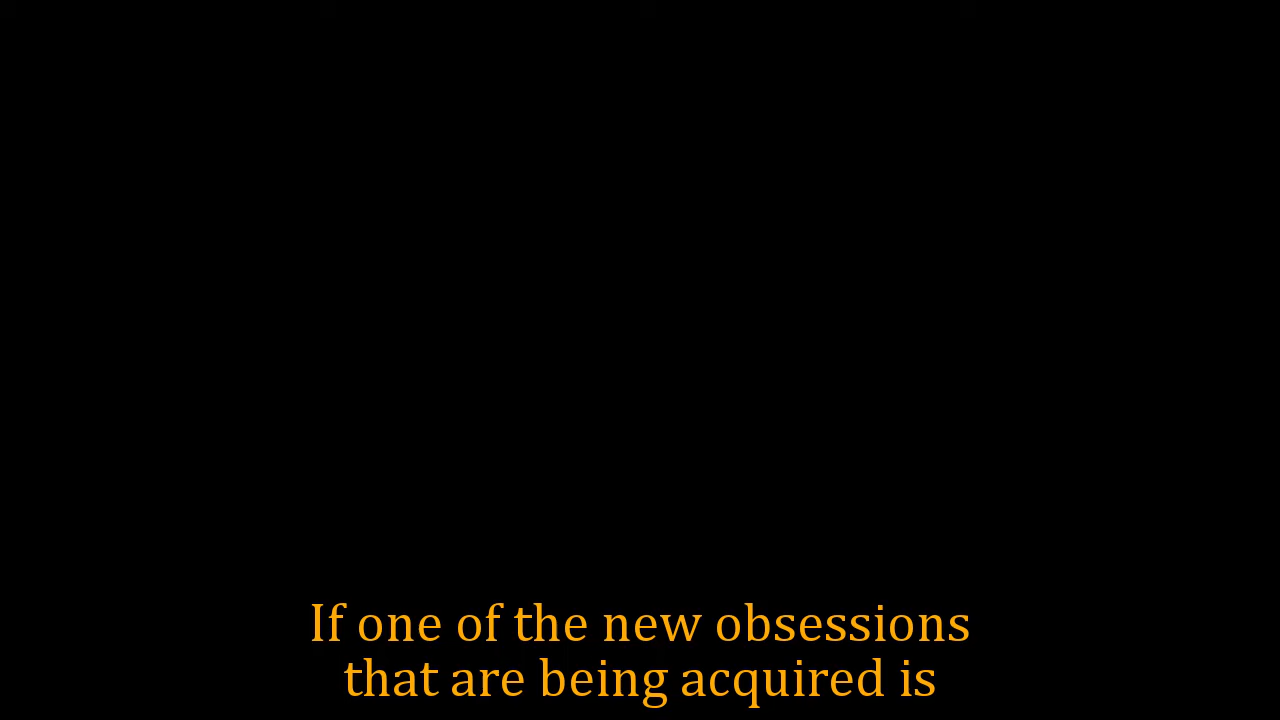 If one of the new obsessions
that are being acquired is